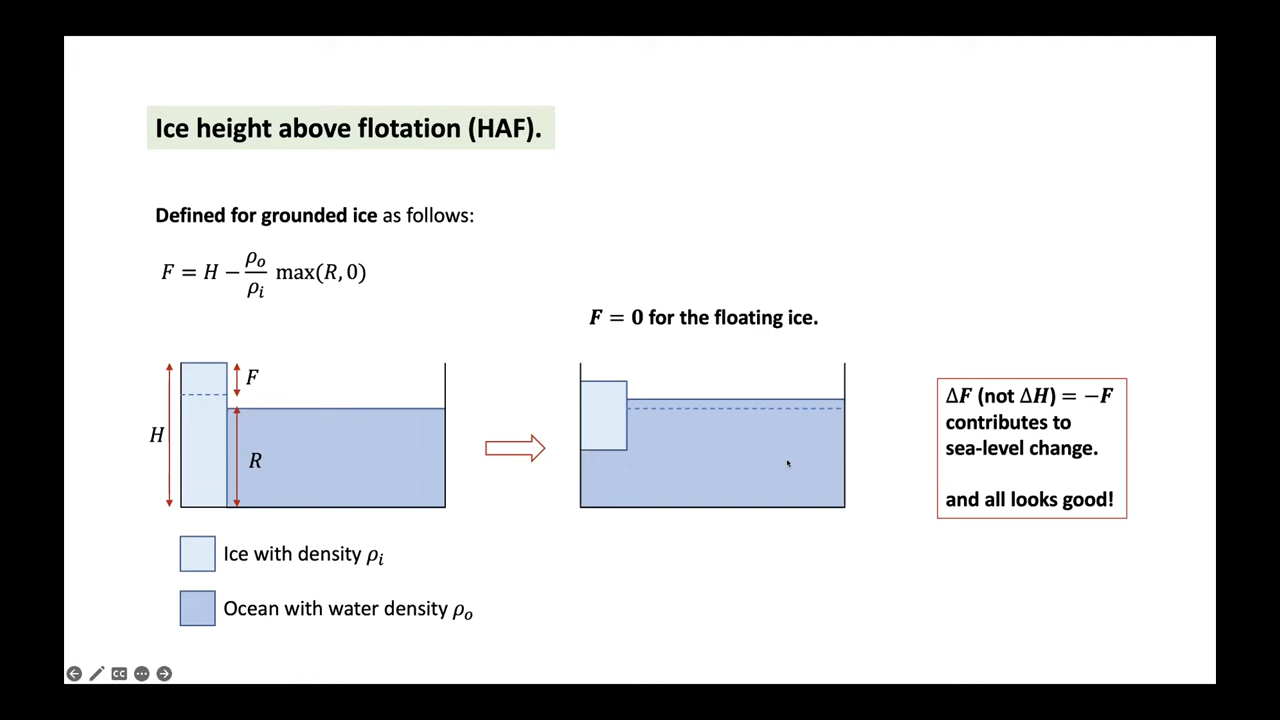 Ice height above flotation (HAF).
Defined for grounded ice as follows:
F = H − ρₒ/ρᵢ max(R, 0)
F = 0 for the floating ice.
F
H
R
ΔF (not ΔH) = −F
contributes to
sea-level change.
and all looks good!
Ice with density ρᵢ
Ocean with water density ρₒ
CC